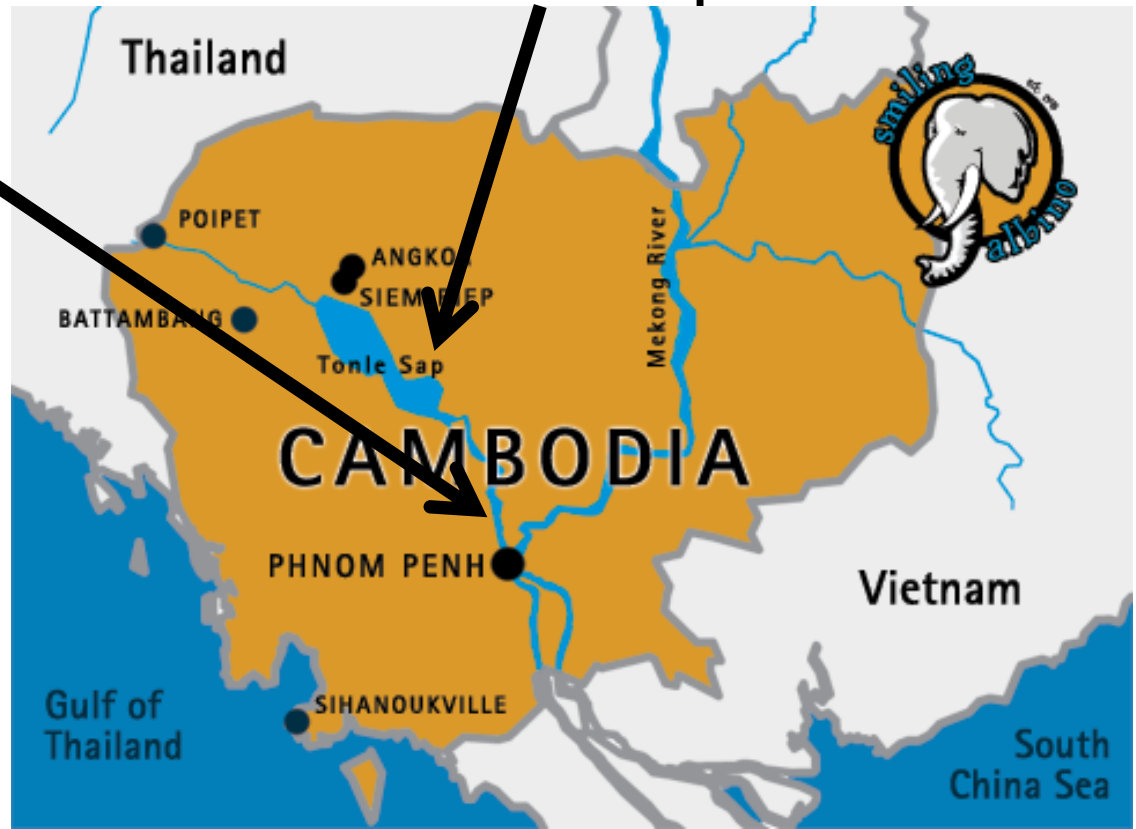 Thailand
smiling
albino
POIPET
ANGKOR
SIEM RIEP
BATTAMBANG
Mekong River
Tonle Sap
CAMBODIA
PHNOM PENH
Vietnam
SIHANOUKVILLE
Gulf of
Thailand
South
China Sea